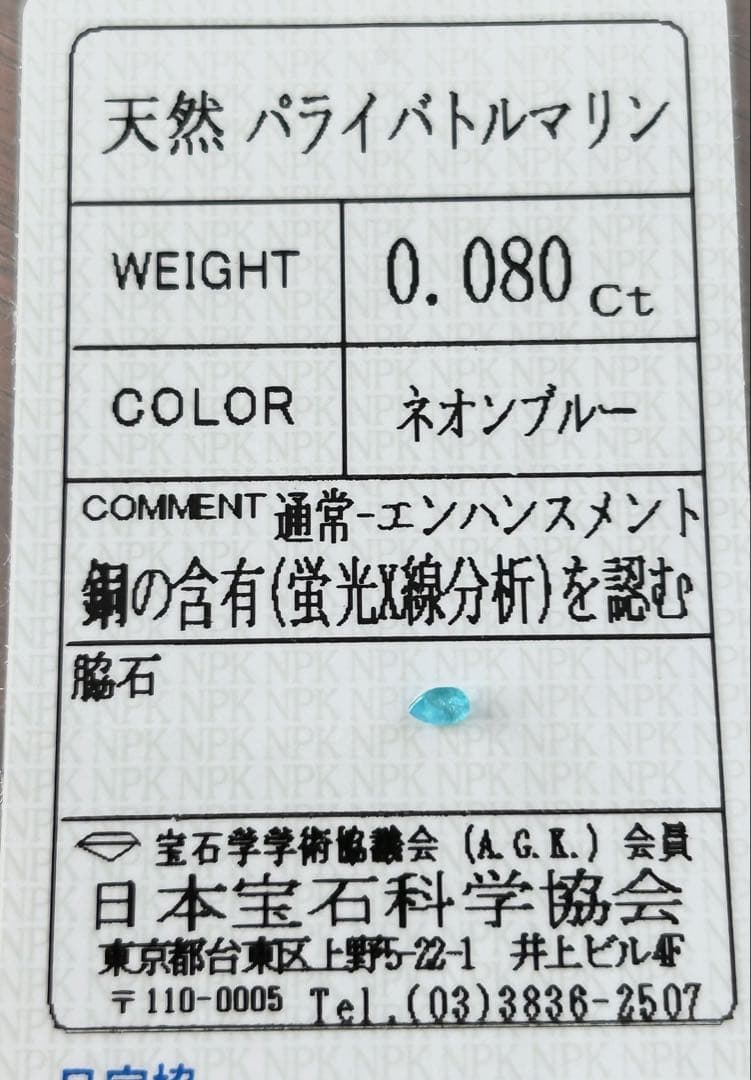 天然 パライバトルマリン
WEIGHT 0.080 Ct
COLOR ネオンブルー
COMMENT 通常-エンハンスメント
銅の含有(蛍光X線分析)を認む
脇石
宝石学学術協議会 (A.G.K.) 会員
日本宝石科学協会
東京都台東区上野5-22-1 井上ビル4F
〒110-0005 Tel.(03)3836-2507